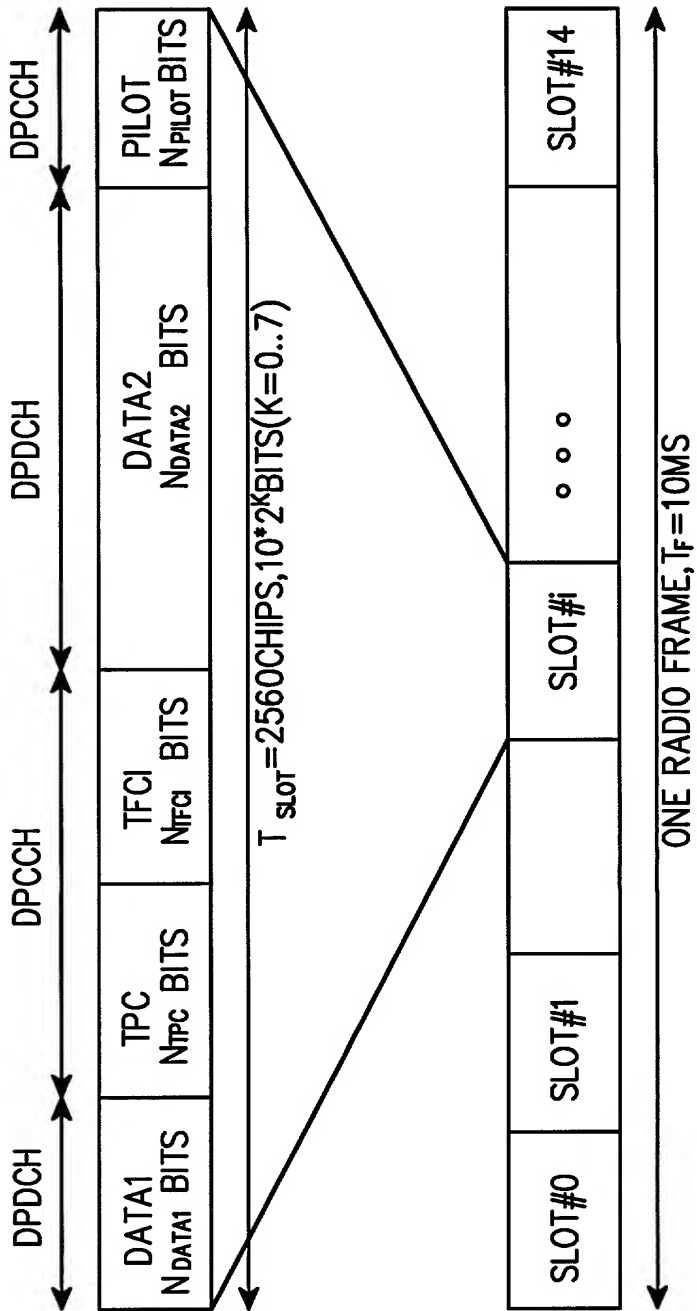 DPDCH DPCCH DPDCH DPCCH
DATA1 TPC TFCI DATA2 PILOT
NDATA1 BITS NTPC BITS NTFCI BITS NDATA2 BITS NPILOT BITS
TSLOT=2560CHIPS,10*2ᴷBITS(K=0..7)
SLOT#0 SLOT#1 SLOT#i SLOT#14
ONE RADIO FRAME,TF=10MS